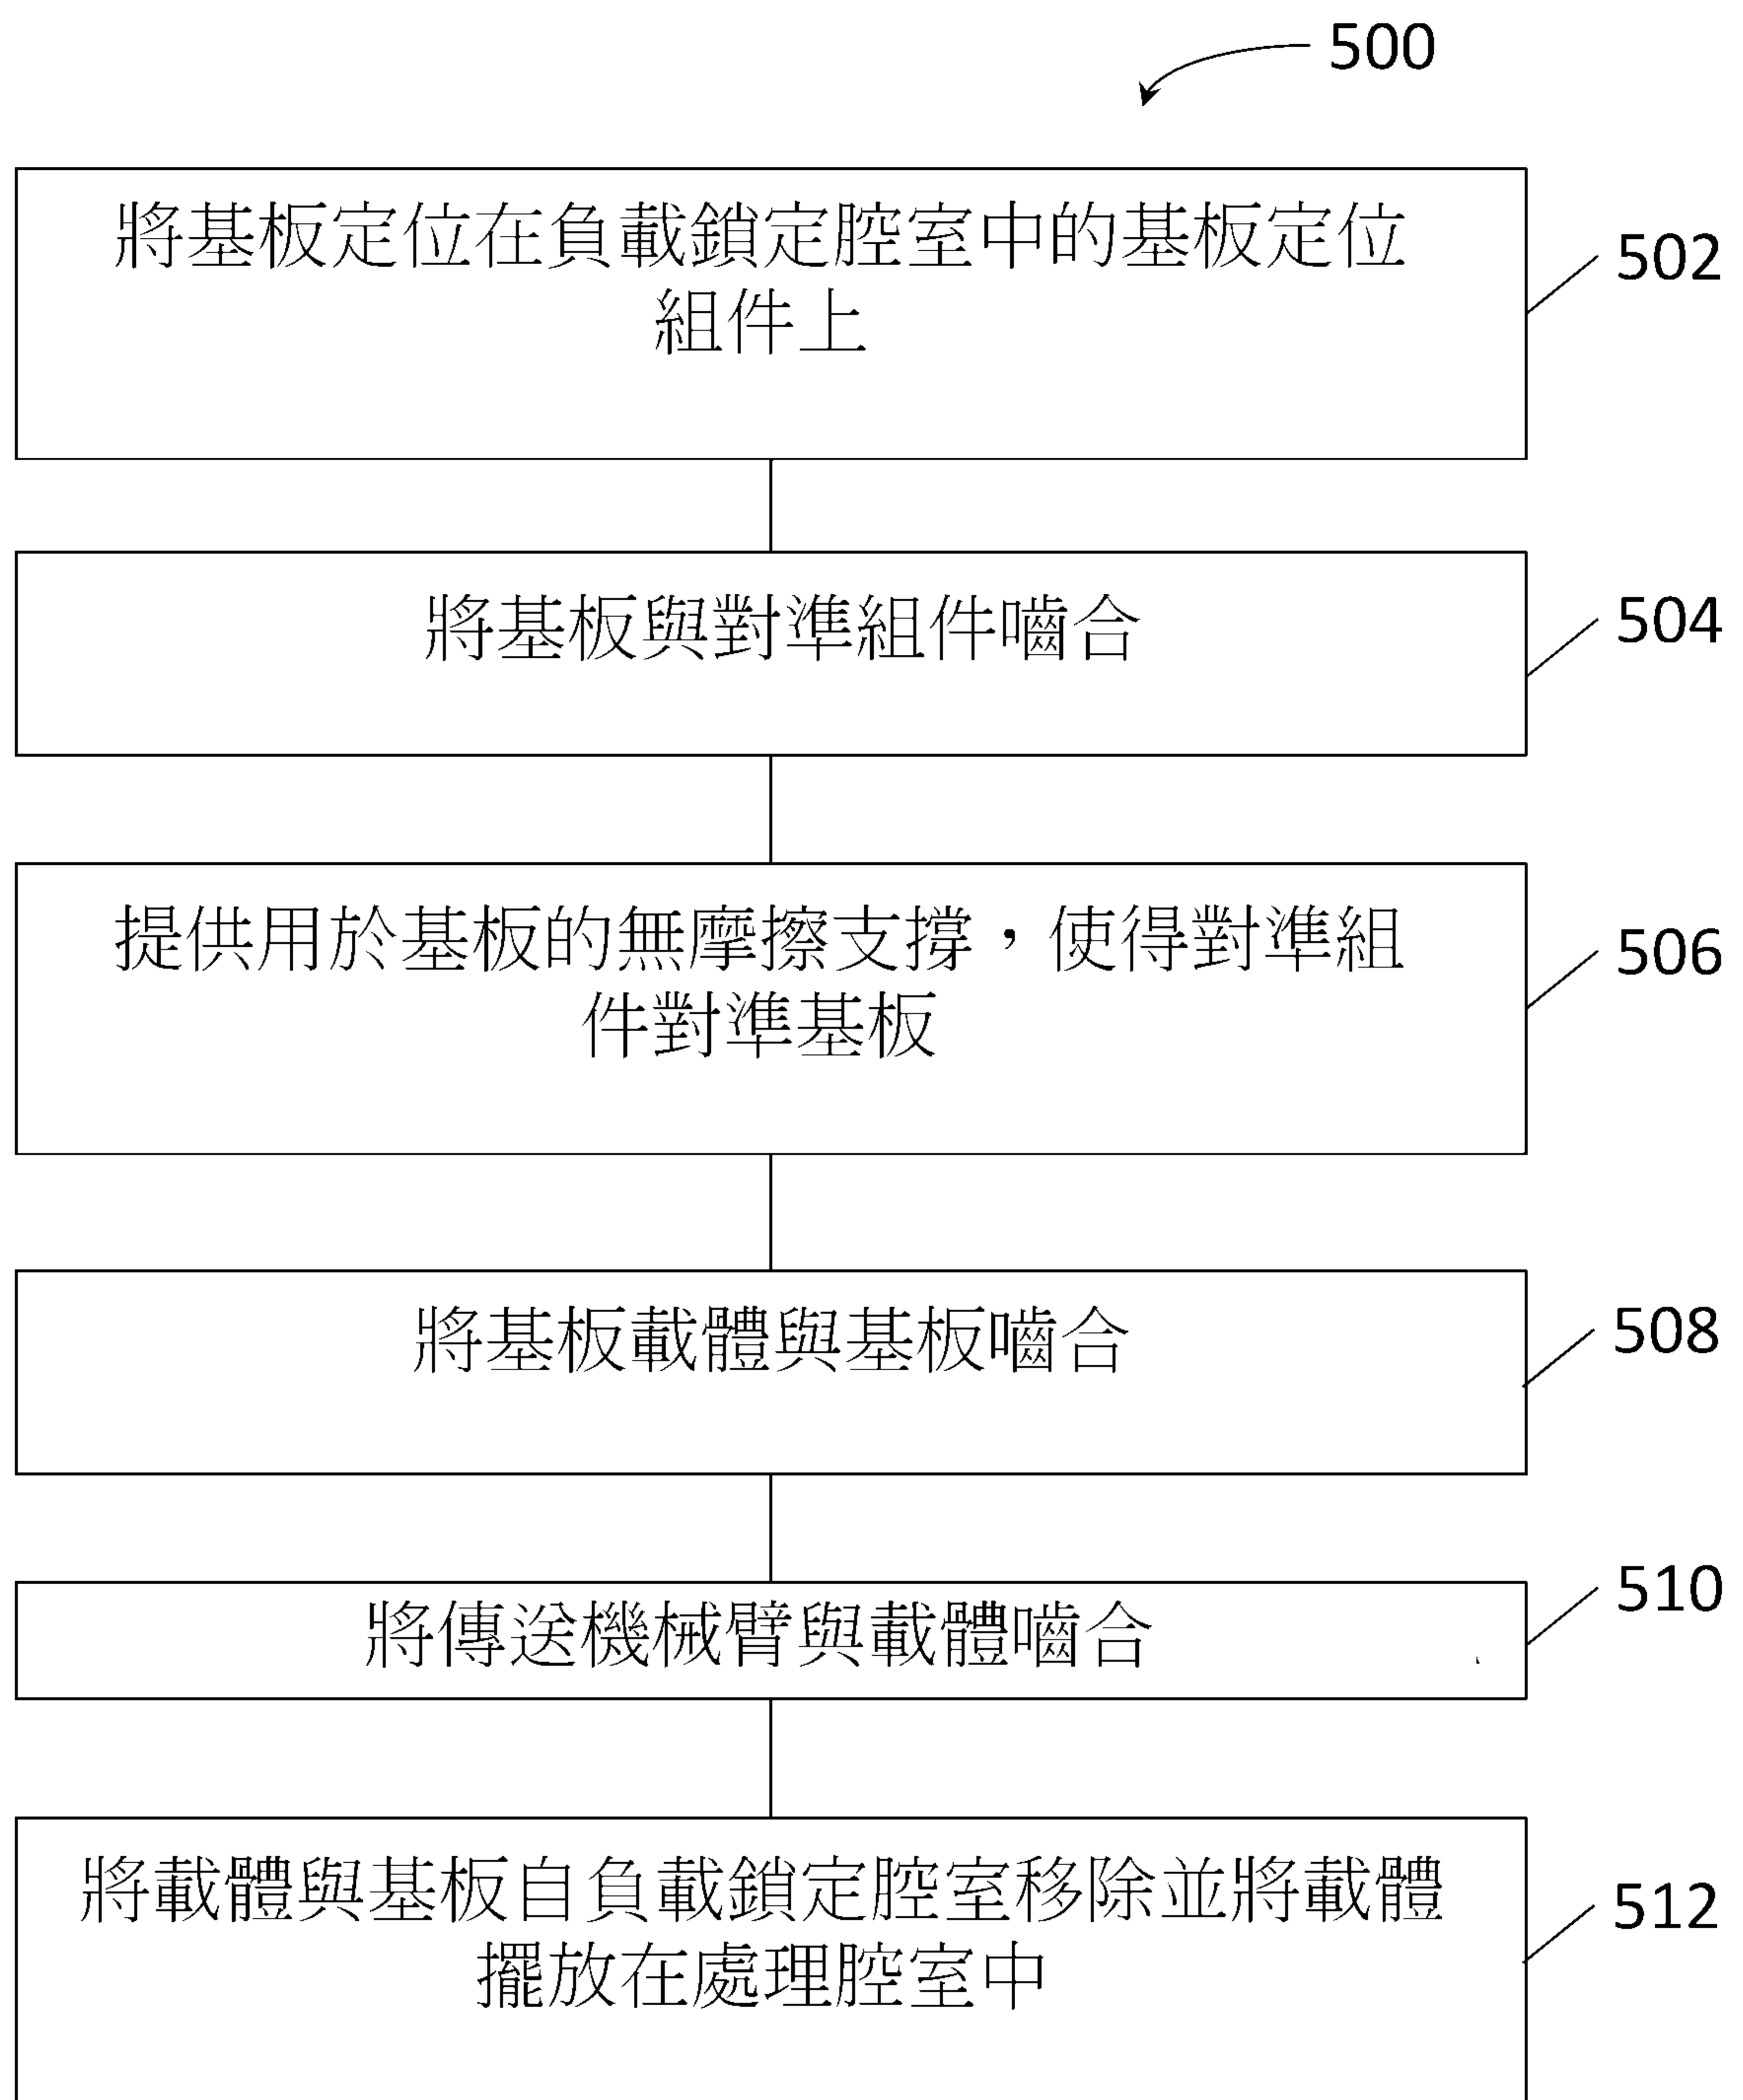 500
將基板定位在負載鎖定腔室中的基板定位
組件上
502
將基板與對準組件嚙合
504
提供用於基板的無摩擦支撐，使得對準組
件對準基板
506
將基板載體與基板嚙合
508
將傳送機械臂與載體嚙合
510
將載體與基板自負載鎖定腔室移除並將載體
擺放在處理腔室中
512